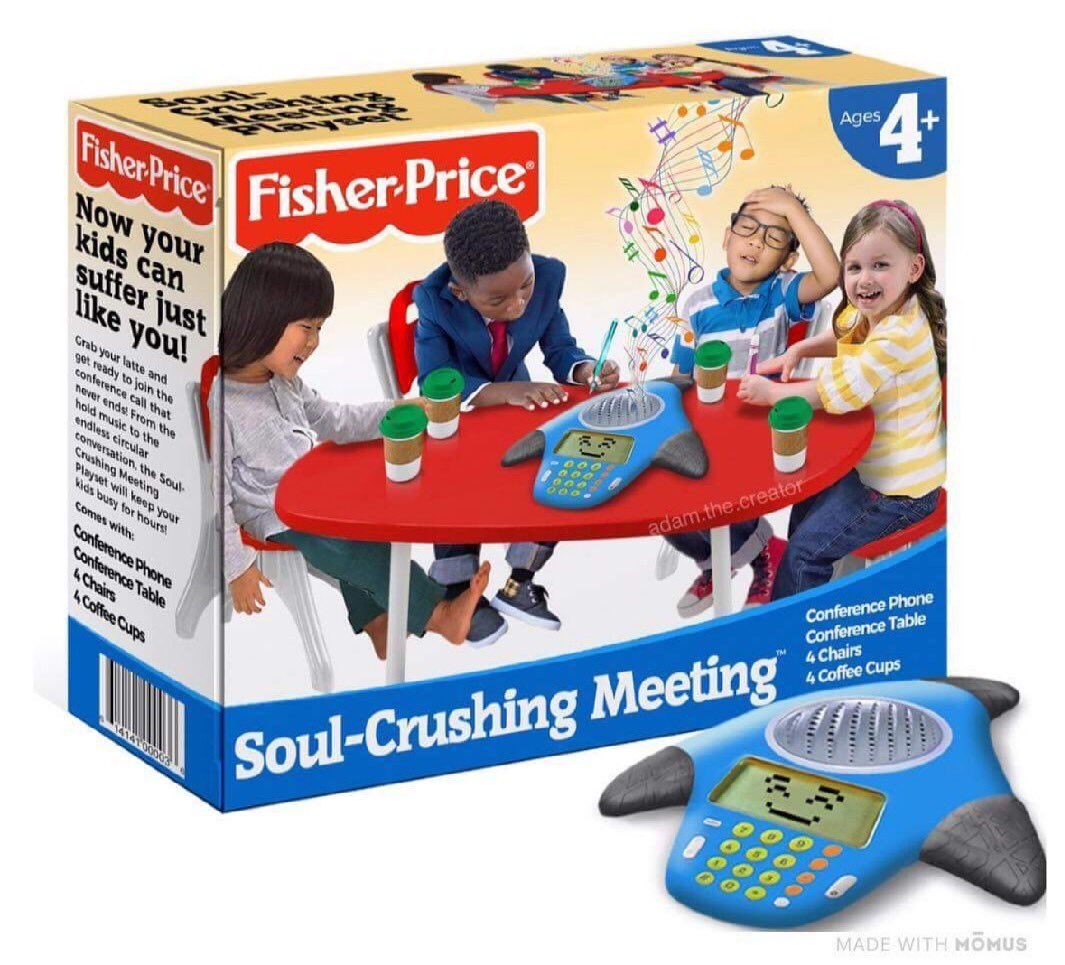 Soul-
Crushing
Meeting
Playset
Ages 4+
Fisher-Price®
Now your
kids can
suffer just
like you!
Grab your latte and
get ready to join the
conference call that
never ends! From the
hold music to the
endless circular
conversation, the Soul-
Crushing Meeting
Playset will keep your
kids busy for hours!
Comes with:
Conference Phone
Conference Table
4 Chairs
4 Coffee Cups
Fisher-Price®
Ages 4+
adam.the.creator
Soul-Crushing Meeting™
Conference Phone
Conference Table
4 Chairs
4 Coffee Cups
MADE WITH MŌMUS